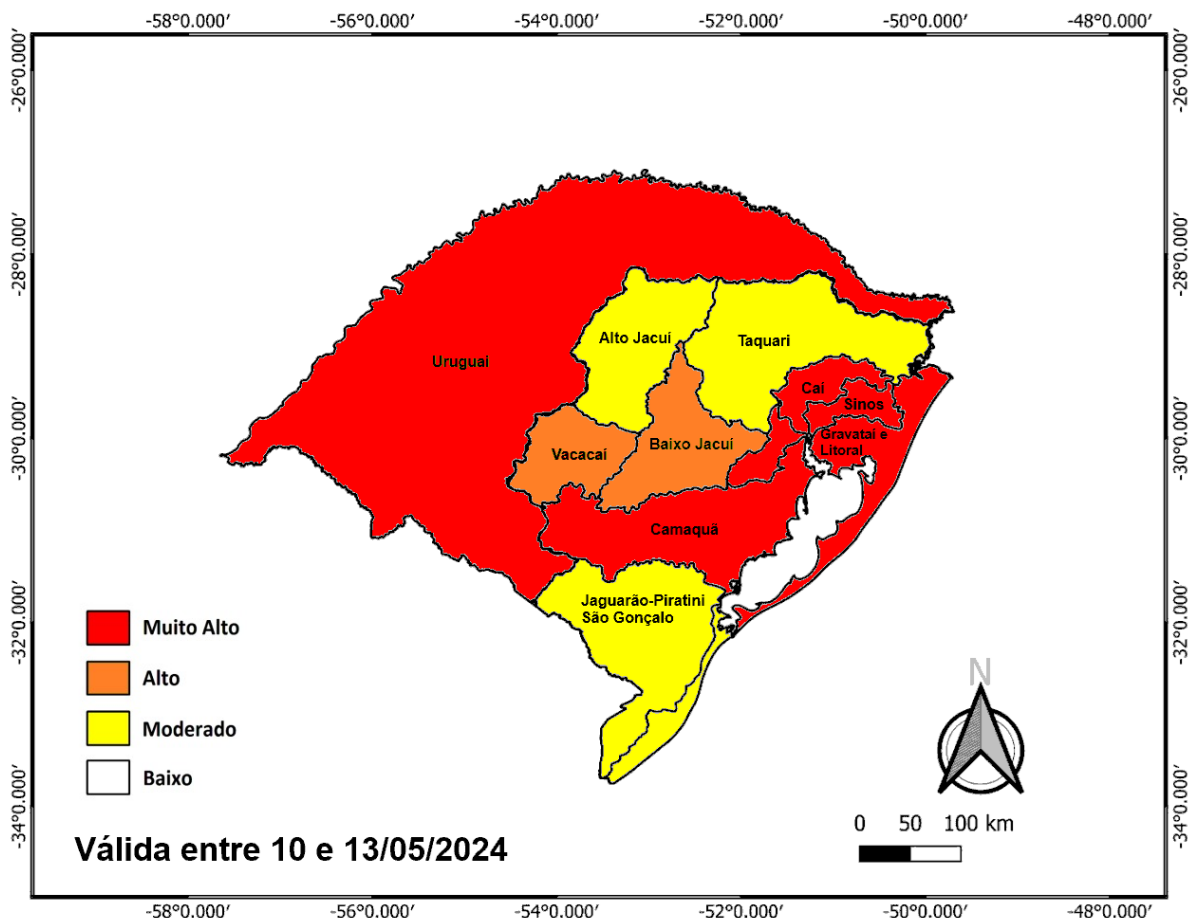 -58°0.000′ -56°0.000′ -54°0.000′ -52°0.000′ -50°0.000′ -48°0.000′
-26°0.000′ -26°0.000′
-28°0.000′ -28°0.000′
-30°0.000′ -30°0.000′
-32°0.000′ -32°0.000′
-34°0.000′ -34°0.000′
Alto Jacuí
Taquari
Uruguai
Caí
Sinos
Gravataí e
Litoral
Baixo Jacuí
Vacacaí
Camaquã
Jaguarão-Piratini
São Gonçalo
Muito Alto
Alto
Moderado
Baixo
N
0 50 100 km
Válida entre 10 e 13/05/2024
-58°0.000′ -56°0.000′ -54°0.000′ -52°0.000′ -50°0.000′ -48°0.000′